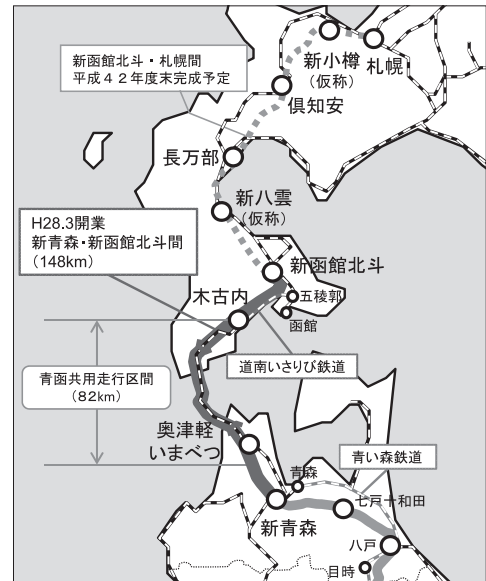 新函館北斗・札幌間
平成４２年度末完成予定
新小樽
(仮称)
札幌
倶知安
長万部
新八雲
(仮称)
H28.3開業
新青森・新函館北斗間
(148km)
新函館北斗
木古内
五稜郭
函館
道南いさりび鉄道
青函共用走行区間
(82km)
奥津軽
いまべつ
青い森鉄道
青森
新青森
七戸十和田
八戸
目時